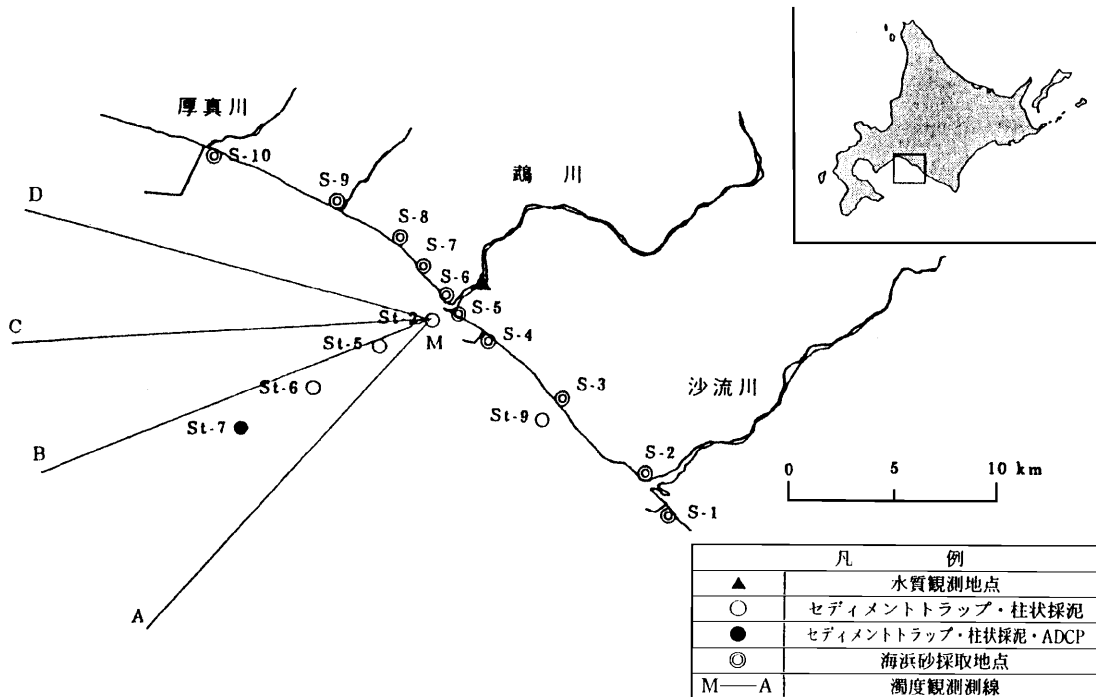 厚真川
S-10
D
S-9
鵡川
S-8
S-7
S-6
S-5
St-2
M
C
St-5
S-4
St-6
S-3
沙流川
St-9
St-7
B
S-2
0 5 10 km
S-1
A
凡例
▲ 水質観測地点
○ セディメントトラップ・柱状採泥
● セディメントトラップ・柱状採泥・ADCP
◎ 海浜砂採取地点
M——A 濁度観測測線